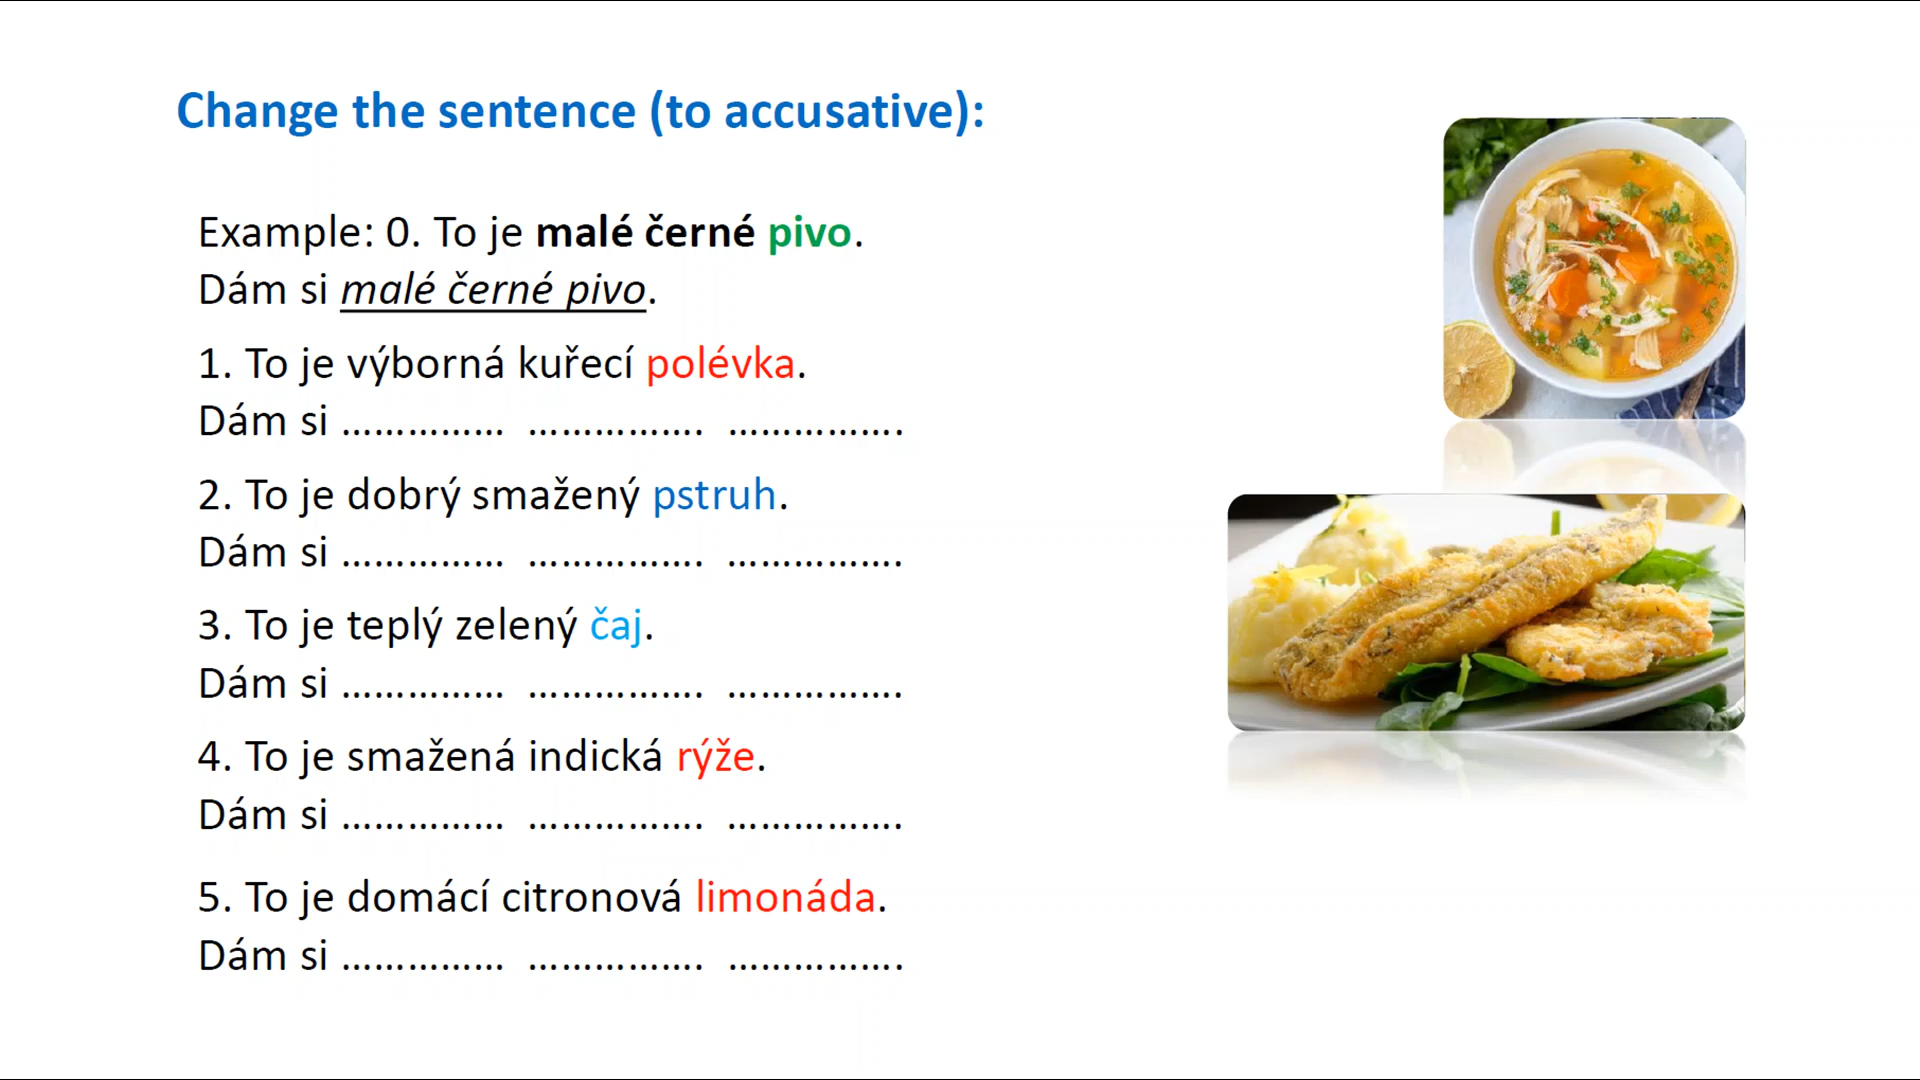 Change the sentence (to accusative):
Example: 0. To je malé černé pivo.
Dám si malé černé pivo.
1. To je výborná kuřecí polévka.
Dám si …………… ……………. …………….
2. To je dobrý smažený pstruh.
Dám si …………… ……………. …………….
3. To je teplý zelený čaj.
Dám si …………… ……………. …………….
4. To je smažená indická rýže.
Dám si …………… ……………. …………….
5. To je domácí citronová limonáda.
Dám si …………… ……………. …………….